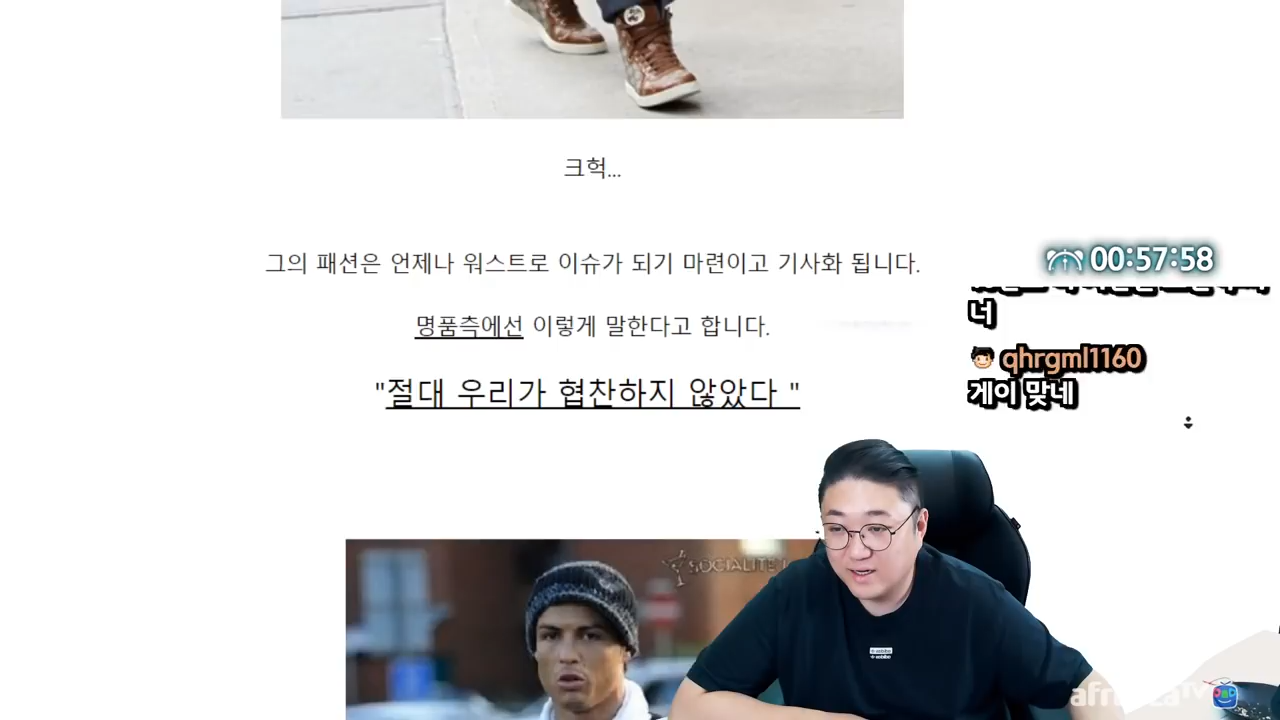 크헉...
그의 패션은 언제나 워스트로 이슈가 되기 마련이고 기사화 됩니다.
명품측에선 이렇게 말한다고 합니다.
"절대 우리가 협찬하지 않았다 "
00:57:58
너
qhrgml1160
게이 맞네
SOCIALITE